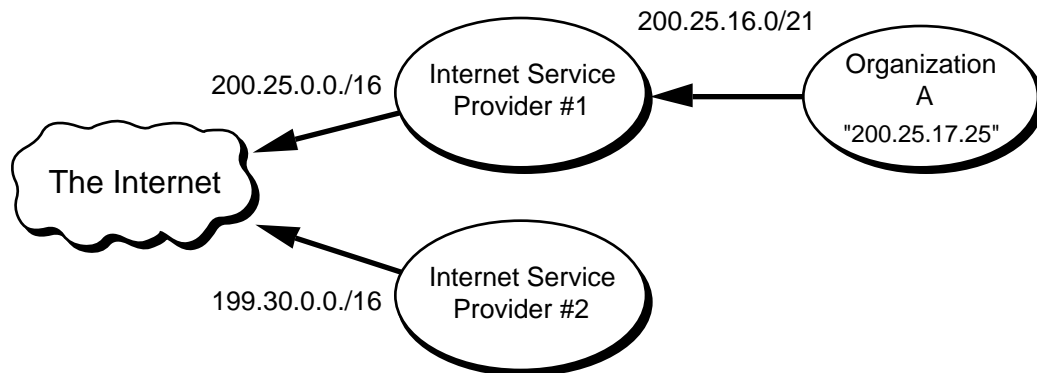 200.25.16.0/21
200.25.0.0./16
Internet Service
Provider #1
Organization
A
"200.25.17.25"
The Internet
199.30.0.0./16
Internet Service
Provider #2